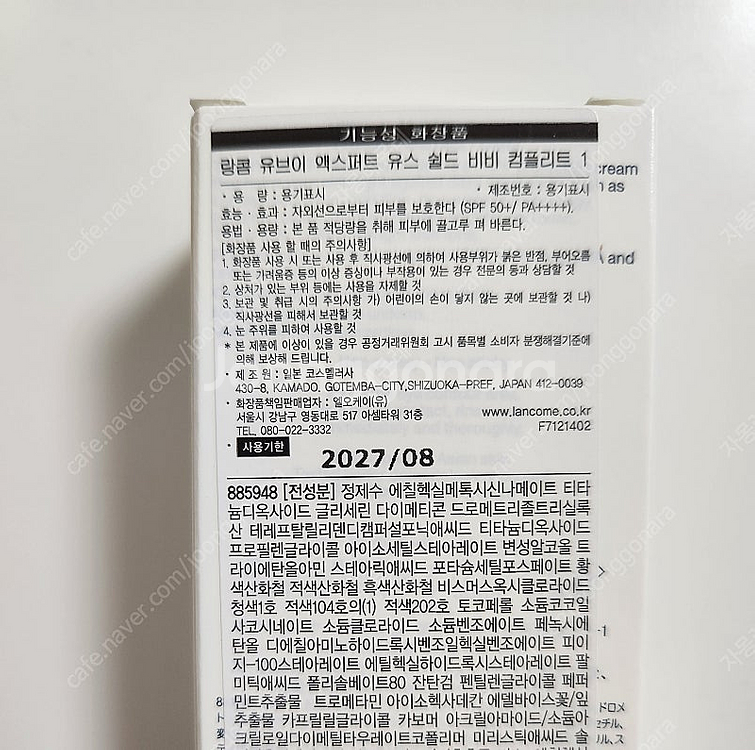 기능성 화장품
랑콤 유브이 엑스퍼트 유스 쉴드 비비 컴플리트 1
· 용 량 : 용기표시 · 제조번호 : 용기표시
효능 · 효과 : 자외선으로부터 피부를 보호한다 (SPF 50+/ PA++++).
용법 · 용량 : 본 품 적당량을 취해 피부에 골고루 펴 바른다.
[화장품 사용 할 때의 주의사항]
1. 화장품 사용 시 또는 사용 후 직사광선에 의하여 사용부위가 붉은 반점, 부어오름
또는 가려움증 등의 이상 증상이나 부작용이 있는 경우 전문의 등과 상담할 것
2. 상처가 있는 부위 등에는 사용을 자제할 것
3. 보관 및 취급 시의 주의사항 가) 어린이의 손이 닿지 않는 곳에 보관할 것 나)
직사광선을 피해서 보관할 것
4. 눈 주위를 피하여 사용할 것
* 본 제품에 이상이 있을 경우 공정거래위원회 고시 품목별 소비자 분쟁해결기준에
의해 보상해 드립니다.
· 제 조 원 : 일본 코스멜러사
430-8, KAMADO, GOTEMBA-CITY,SHIZUOKA-PREF, JAPAN 412-0039
· 화장품책임판매업자 : 엘오케이(유)
서울시 강남구 영동대로 517 아셈타워 31층 www.lancome.co.kr
TEL, 080-022-3332 F7121402
· 사용기한
2027/08
885948 [전성분] 정제수 에칠헥실메톡시신나메이트 티타
늄디옥사이드 글리세린 다이메티콘 드로메트리졸트리실록
산 테레프탈릴리덴디캠퍼설포닉애씨드 티타늄디옥사이드
프로필렌글라이콜 아이소세틸스테아레이트 변성알코올 트
라이에탄올아민 스테아릭애씨드 포타슘세틸포스페이트 황
색산화철 적색산화철 흑색산화철 비스머스옥시클로라이드
청색1호 적색104호의(1) 적색202호 토코페롤 소듐코코일
사코시네이트 소듐클로라이드 소듐벤조에이트 페녹시에
탄올 디에칠아미노하이드록시벤조일헥실벤조에이트 피이
지-100스테아레이트 에틸헥실하이드록시스테아레이트 팔
미틱애씨드 폴리솔베이트80 잔탄검 펜틸렌글라이콜 페퍼
민트추출물 트로메타민 아이소헥사데칸 에델바이스꽃/잎
추출물 카프릴릴글라이콜 카보머 아크릴아마이드/소듐아
크릴로일다이메틸타우레이트코폴리머 미리스틱애씨드 솔
cream
as
and
Joonggonara
cafe.naver.com/joonggonara